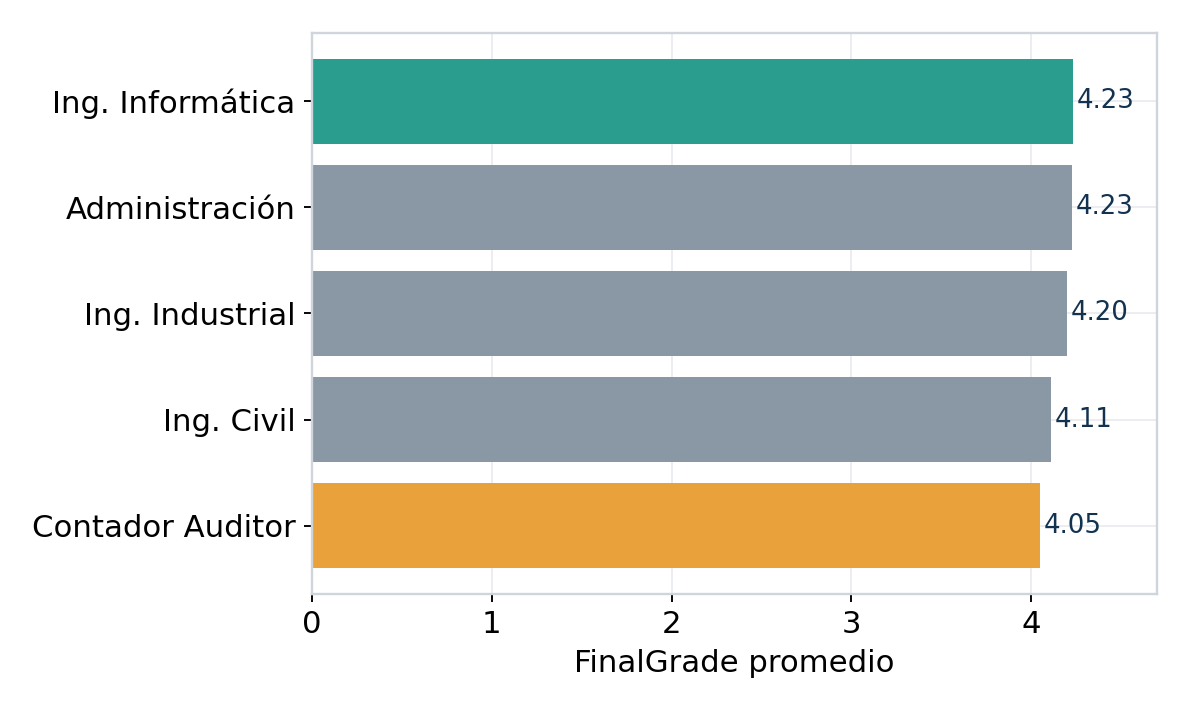 Ing. Informática 4.23
Administración 4.23
Ing. Industrial 4.20
Ing. Civil 4.11
Contador Auditor 4.05
0 1 2 3 4
FinalGrade promedio